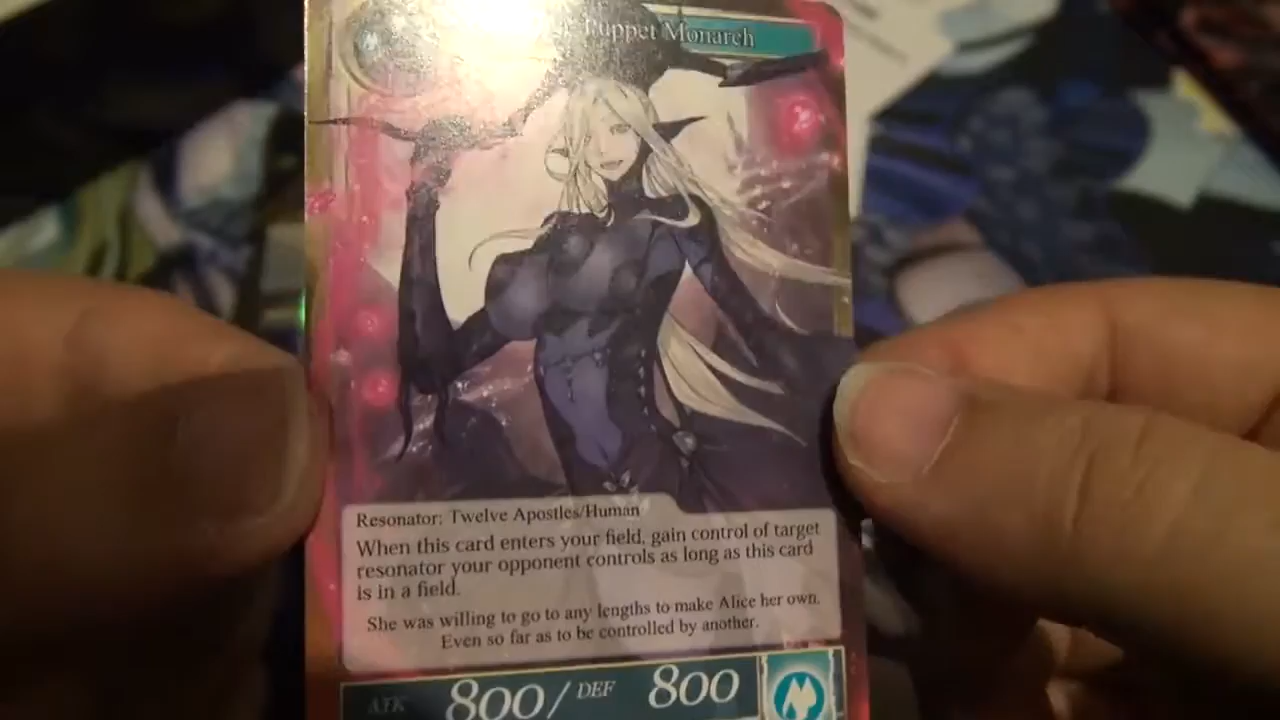 Puppet Monarch
Resonator: Twelve Apostles/Human
When this card enters your field, gain control of target
resonator your opponent controls as long as this card
is in a field.
She was willing to go to any lengths to make Alice her own.
Even so far as to be controlled by another.
ATK 800 / DEF 800